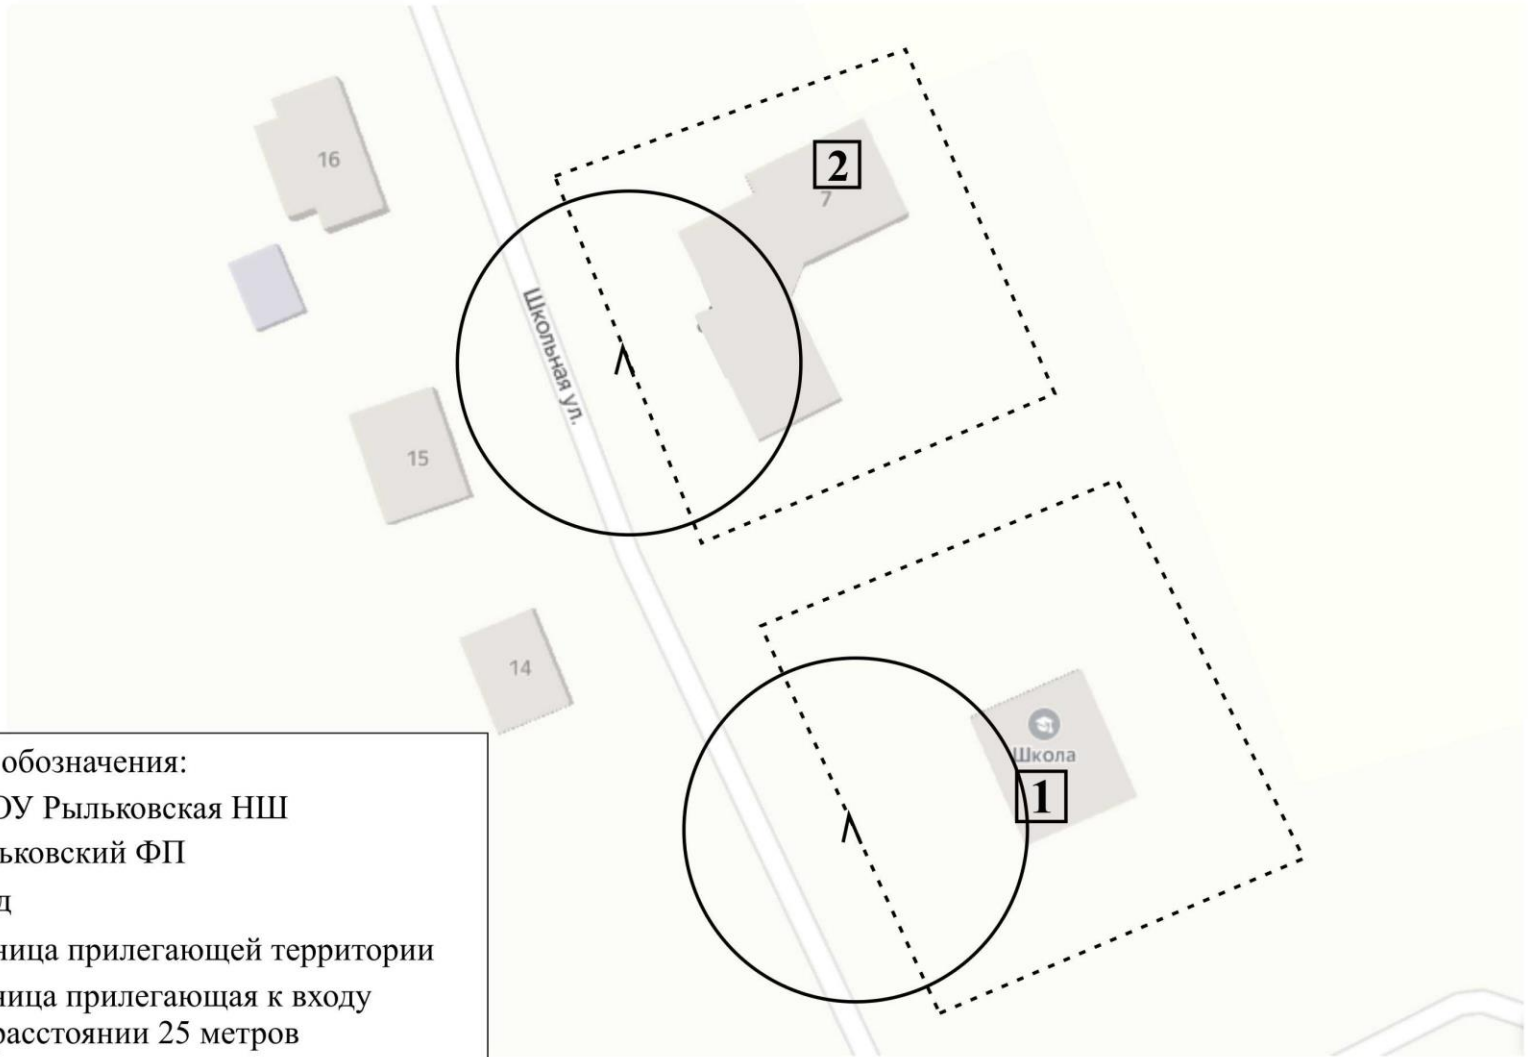 2
7
16
Школьная ул.
15
14
Школа
1
обозначения:
ОУ Рыльковская НШ
ьковский ФП
д
ница прилегающей территории
ница прилегающая к входу
расстоянии 25 метров